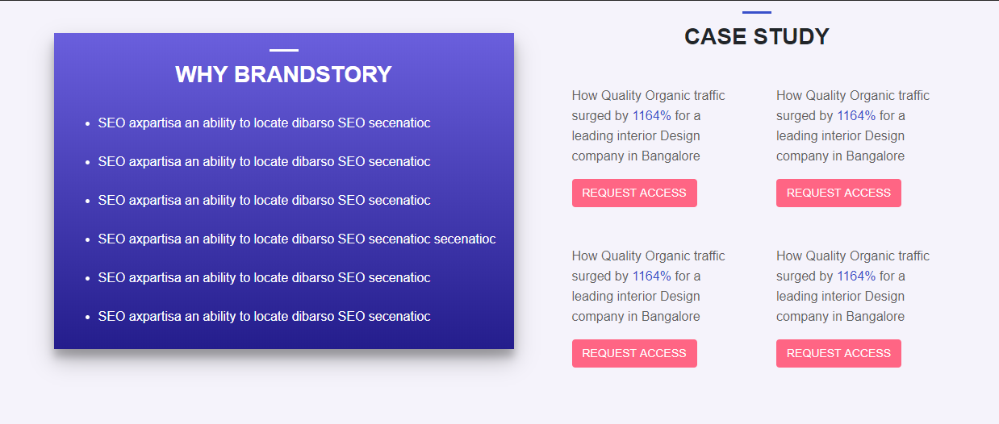 WHY BRANDSTORY
• SEO axpartisa an ability to locate dibarso SEO secenatioc
• SEO axpartisa an ability to locate dibarso SEO secenatioc
• SEO axpartisa an ability to locate dibarso SEO secenatioc
• SEO axpartisa an ability to locate dibarso SEO secenatioc secenatioc
• SEO axpartisa an ability to locate dibarso SEO secenatioc
• SEO axpartisa an ability to locate dibarso SEO secenatioc
CASE STUDY
How Quality Organic traffic
surged by 1164% for a
leading interior Design
company in Bangalore
REQUEST ACCESS
How Quality Organic traffic
surged by 1164% for a
leading interior Design
company in Bangalore
REQUEST ACCESS
How Quality Organic traffic
surged by 1164% for a
leading interior Design
company in Bangalore
REQUEST ACCESS
How Quality Organic traffic
surged by 1164% for a
leading interior Design
company in Bangalore
REQUEST ACCESS